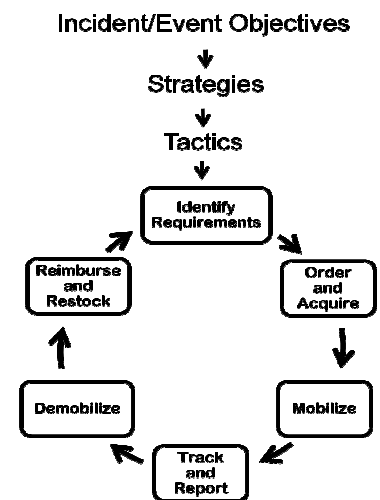 Incident/Event Objectives
Strategies
Tactics
Identify
Requirements
Order
and
Acquire
Mobilize
Track
and
Report
Demobilize
Reimburse
and
Restock